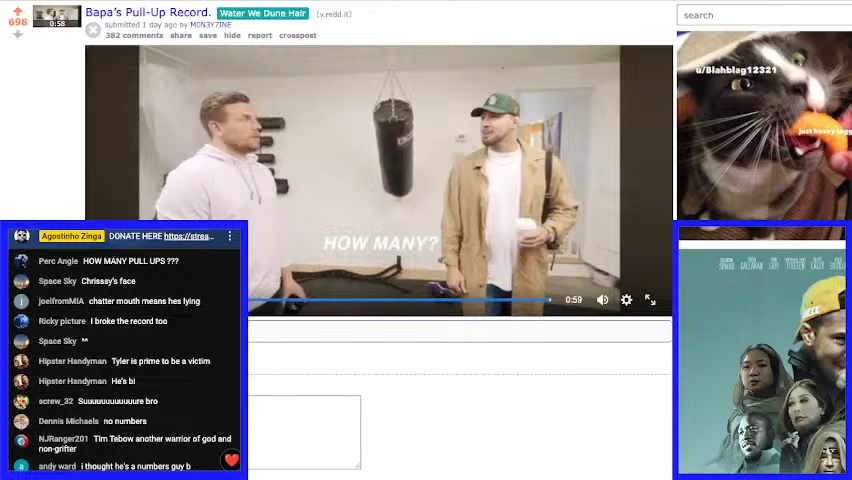 698
0:58
Bapa's Pull-Up Record. Water We Dune Hair (v.redd.it)
submitted 1 day ago by M0N3Y7INE
382 comments share save hide report crosspost
search
u/Blahblag12321
HOW MANY?
0:59
Agostinho Zinga DONATE HERE https://strea...
Perc Angle HOW MANY PULL UPS ???
Space Sky Chrisssy's face
joelfromMIA chatter mouth means hes lying
Ricky picture I broke the record too
Space Sky ^^
Hipster Handyman Tyler is prime to be a victim
Hipster Handyman He's bi
screw_32 Suuuuuuuuuuure bro
Dennis Michaels no numbers
NJRanger201 Tim Tebow another warrior of god and
non-grifter
andy ward i thought he's a numbers guy b